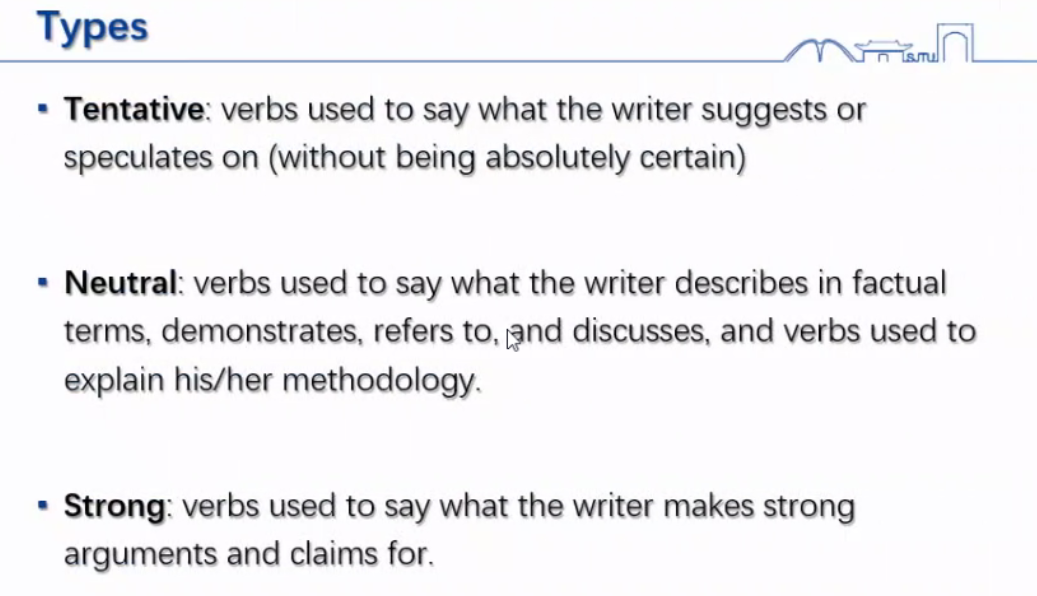 Types
▪ Tentative: verbs used to say what the writer suggests or
speculates on (without being absolutely certain)
▪ Neutral: verbs used to say what the writer describes in factual
terms, demonstrates, refers to, and discusses, and verbs used to
explain his/her methodology.
▪ Strong: verbs used to say what the writer makes strong
arguments and claims for.